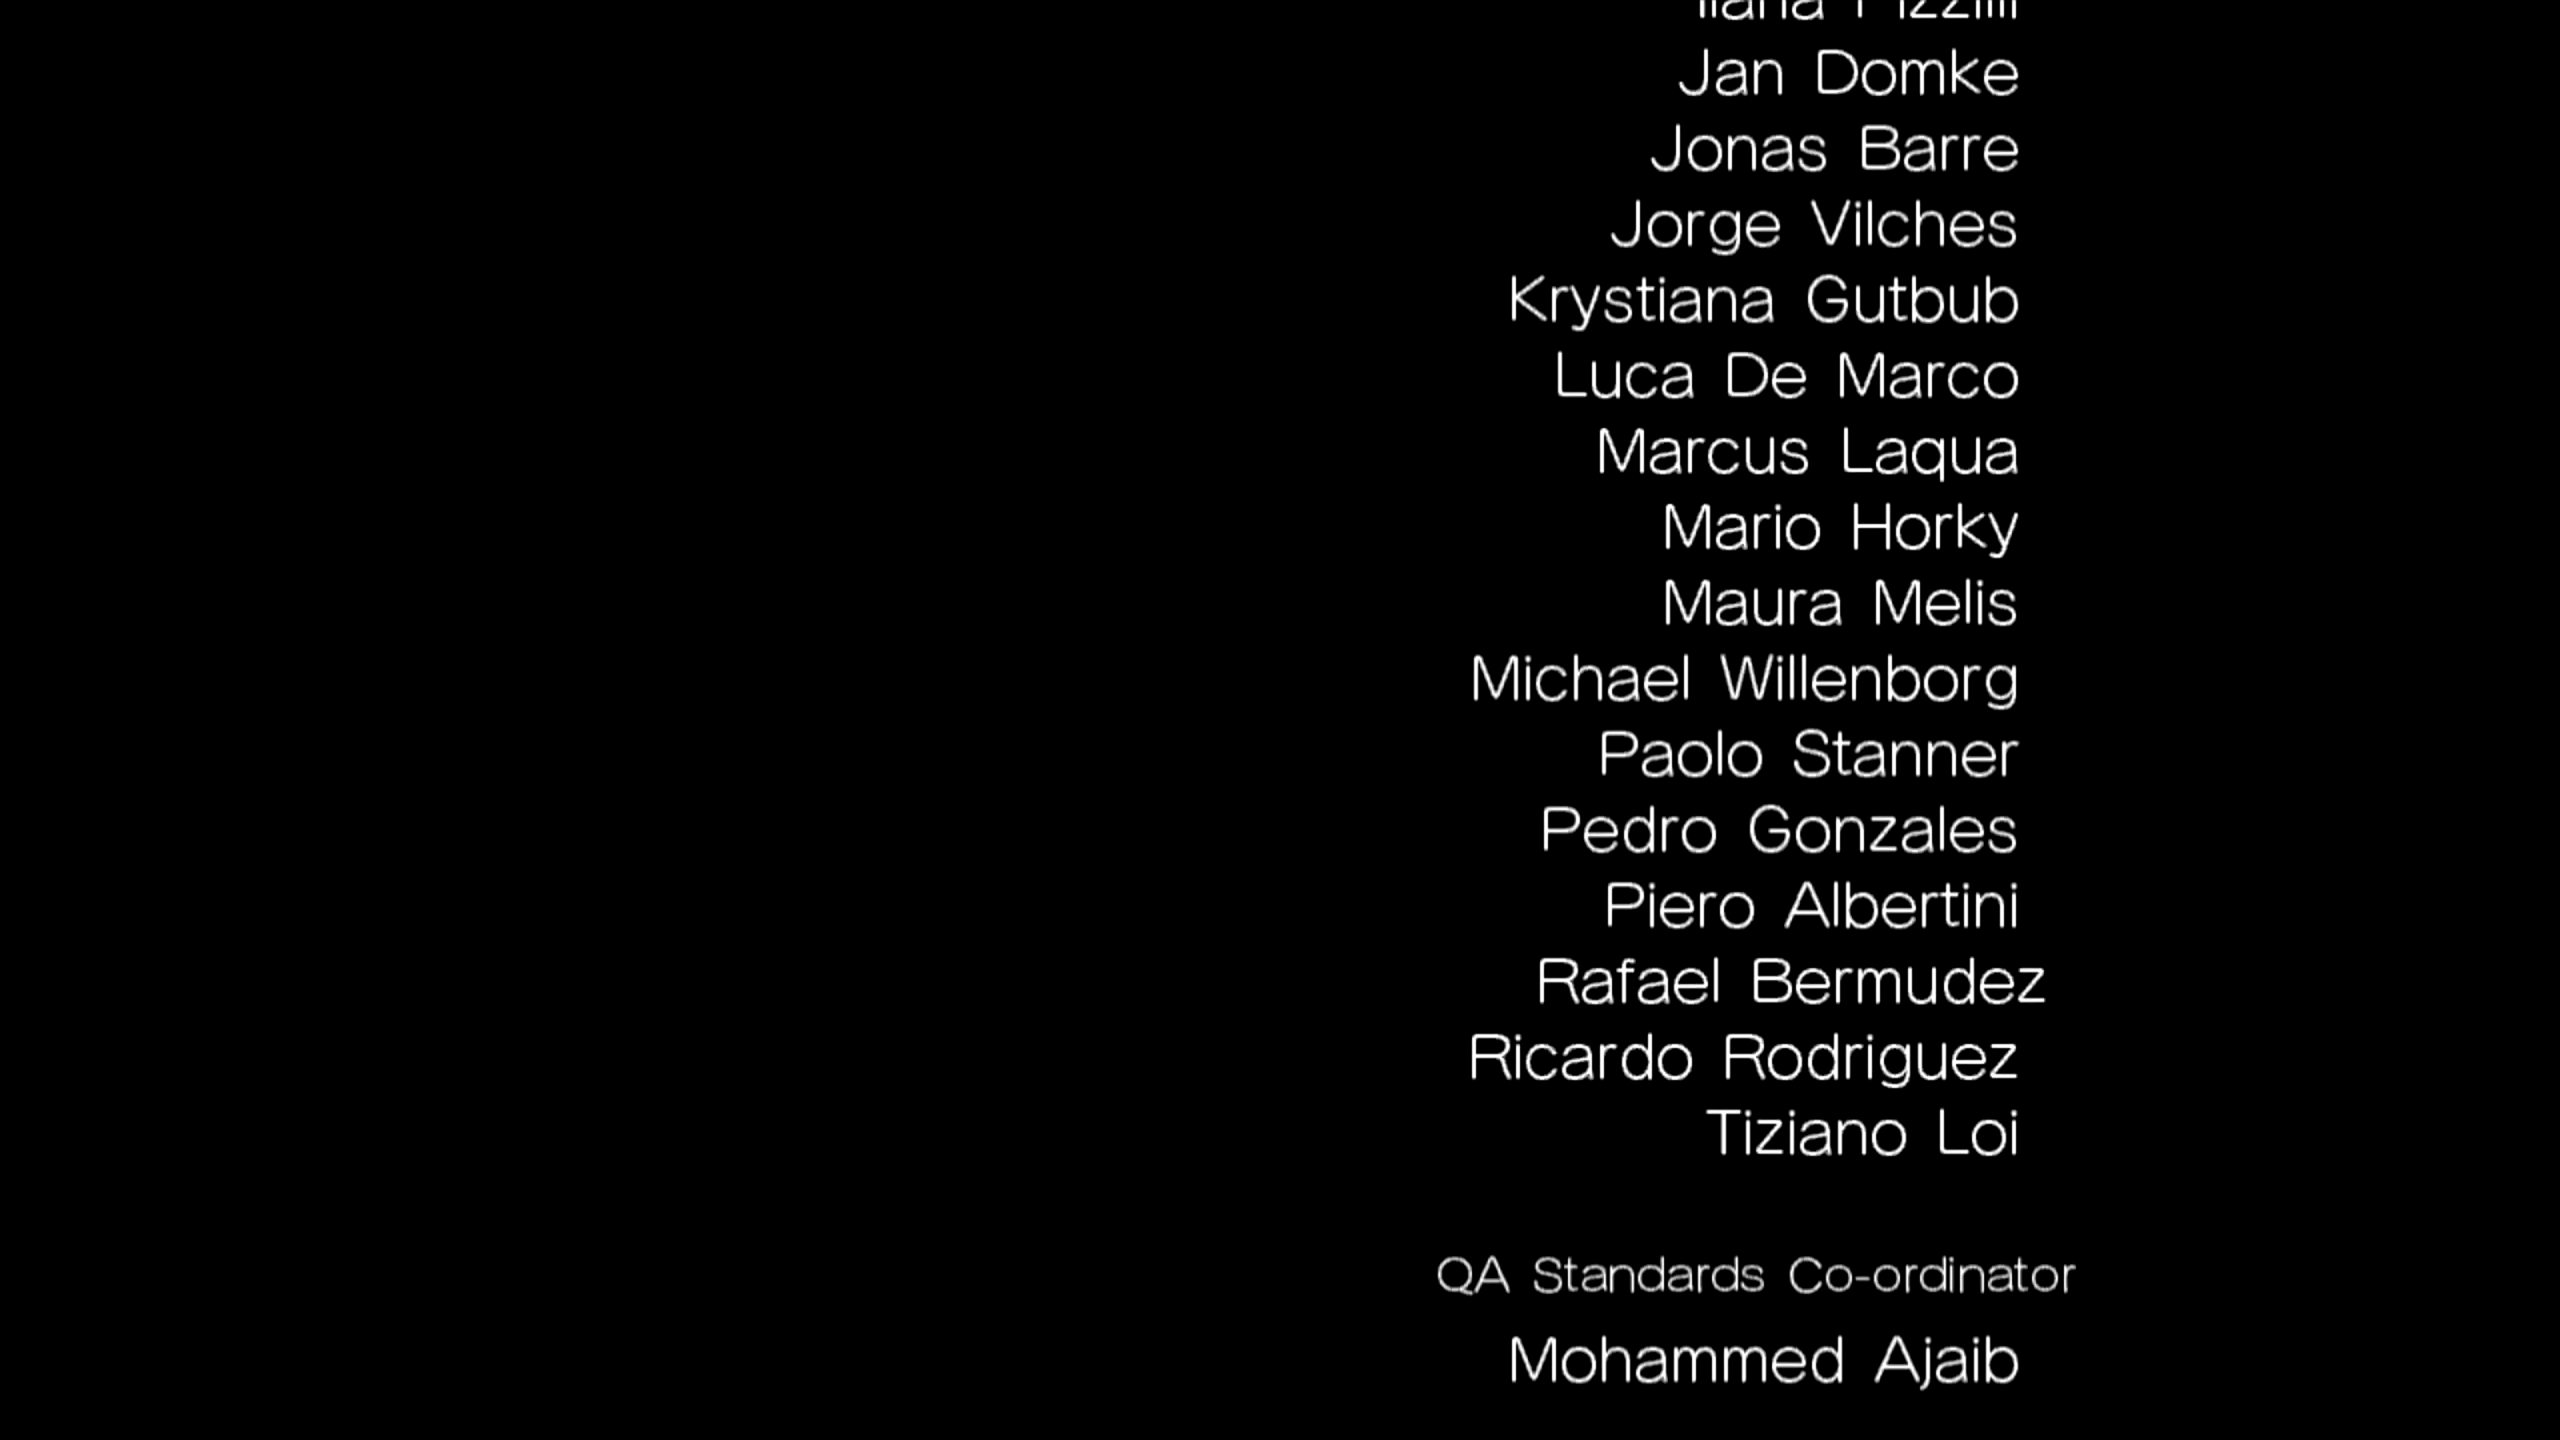 Jan Domke
Jonas Barre
Jorge Vilches
Krystiana Gutbub
Luca De Marco
Marcus Laqua
Mario Horky
Maura Melis
Michael Willenborg
Paolo Stanner
Pedro Gonzales
Piero Albertini
Rafael Bermudez
Ricardo Rodriguez
Tiziano Loi
QA Standards Co-ordinator
Mohammed Ajaib